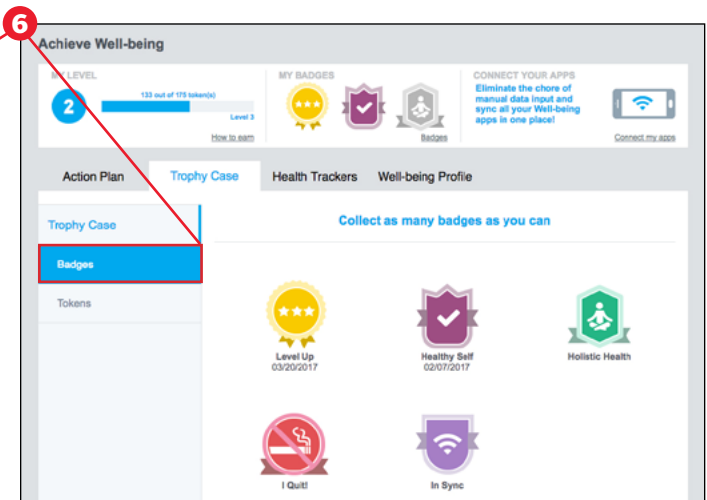 6
Achieve Well-being
MY LEVEL
2
133 out of 175 token(s)
Level 3
How to earn
MY BADGES
Badges
CONNECT YOUR APPS
Eliminate the chore of
manual data input and
sync all your Well-being
apps in one place!
Connect my apps
Action Plan
Trophy Case
Health Trackers
Well-being Profile
Trophy Case
Badges
Tokens
Collect as many badges as you can
Level Up
03/20/2017
Healthy Self
02/07/2017
Holistic Health
I Quit!
In Sync